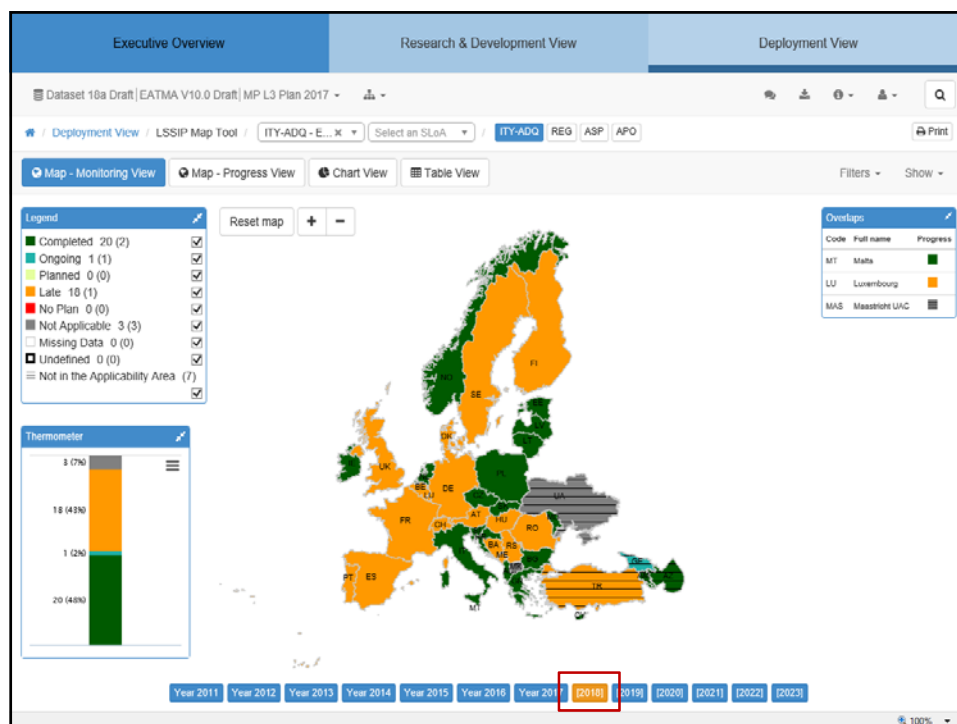 Executive Overview Research & Development View Deployment View
Dataset 18a Draft | EATMA V10.0 Draft | MP L3 Plan 2017
/ Deployment View / LSSIP Map Tool / ITY-ADQ - E... x Select an SLoA / ITY-ADQ REG ASP APO Print
Map - Monitoring View Map - Progress View Chart View Table View Filters Show
Legend
Completed 20 (2)
Ongoing 1 (1)
Planned 0 (0)
Late 18 (1)
No Plan 0 (0)
Not Applicable 3 (3)
Missing Data 0 (0)
Undefined 0 (0)
Not in the Applicability Area (7)
Reset map + −
Overlaps
Code Full name Progress
MT Malta
LU Luxembourg
MAS Maastricht UAC
Thermometer
3 (7%)
18 (43%)
1 (2%)
20 (48%)
NO
SE
FI
DK
UK
BE
LU
DE
PL
CZ
UA
FR
CH
AT
HU
RO
BA
RS
ME
PT
ES
LV
LT
GE
TR
MT
CY
Year 2011 Year 2012 Year 2013 Year 2014 Year 2015 Year 2016 Year 2017 [2018] [2019] [2020] [2021] [2022] [2023]
100%